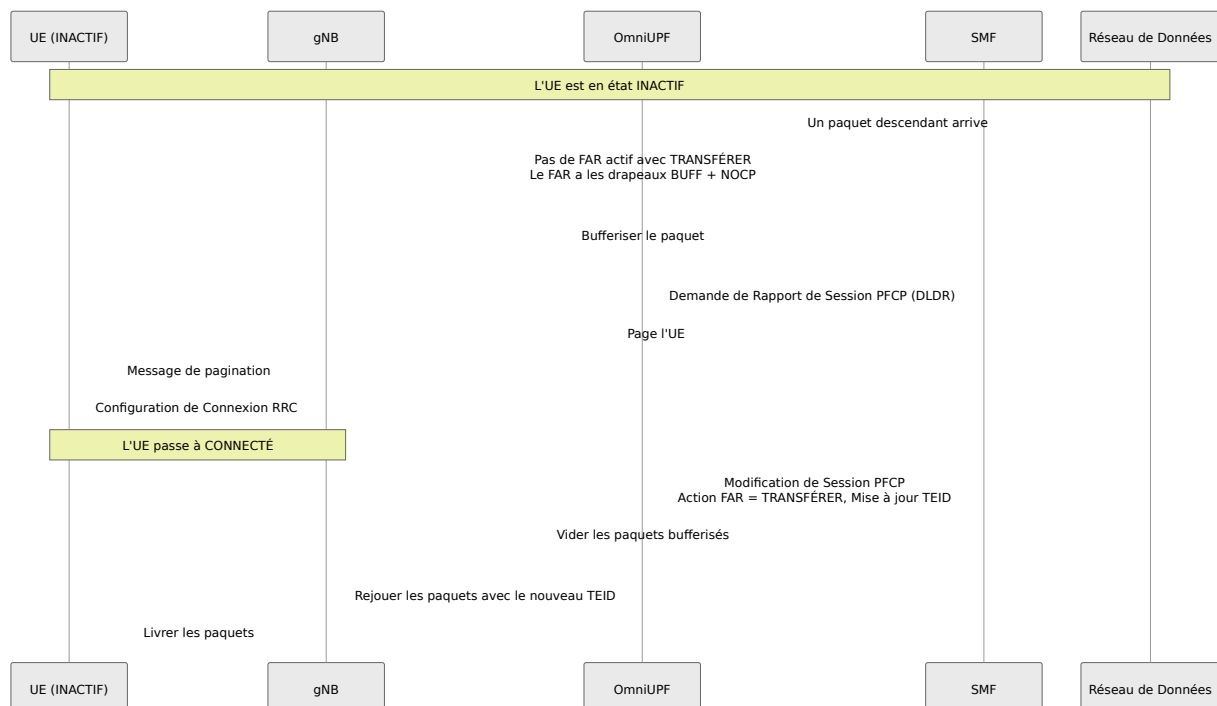 UE (INACTIF)
gNB
OmniUPF
SMF
Réseau de Données
L'UE est en état INACTIF
Un paquet descendant arrive
Pas de FAR actif avec TRANSFÉRER
Le FAR a les drapeaux BUFF + NOCP
Bufferiser le paquet
Demande de Rapport de Session PFCP (DLDR)
Page l'UE
Message de pagination
Configuration de Connexion RRC
L'UE passe à CONNECTÉ
Modification de Session PFCP
Action FAR = TRANSFÉRER, Mise à jour TEID
Vider les paquets bufferisés
Rejouer les paquets avec le nouveau TEID
Livrer les paquets
UE (INACTIF)
gNB
OmniUPF
SMF
Réseau de Données